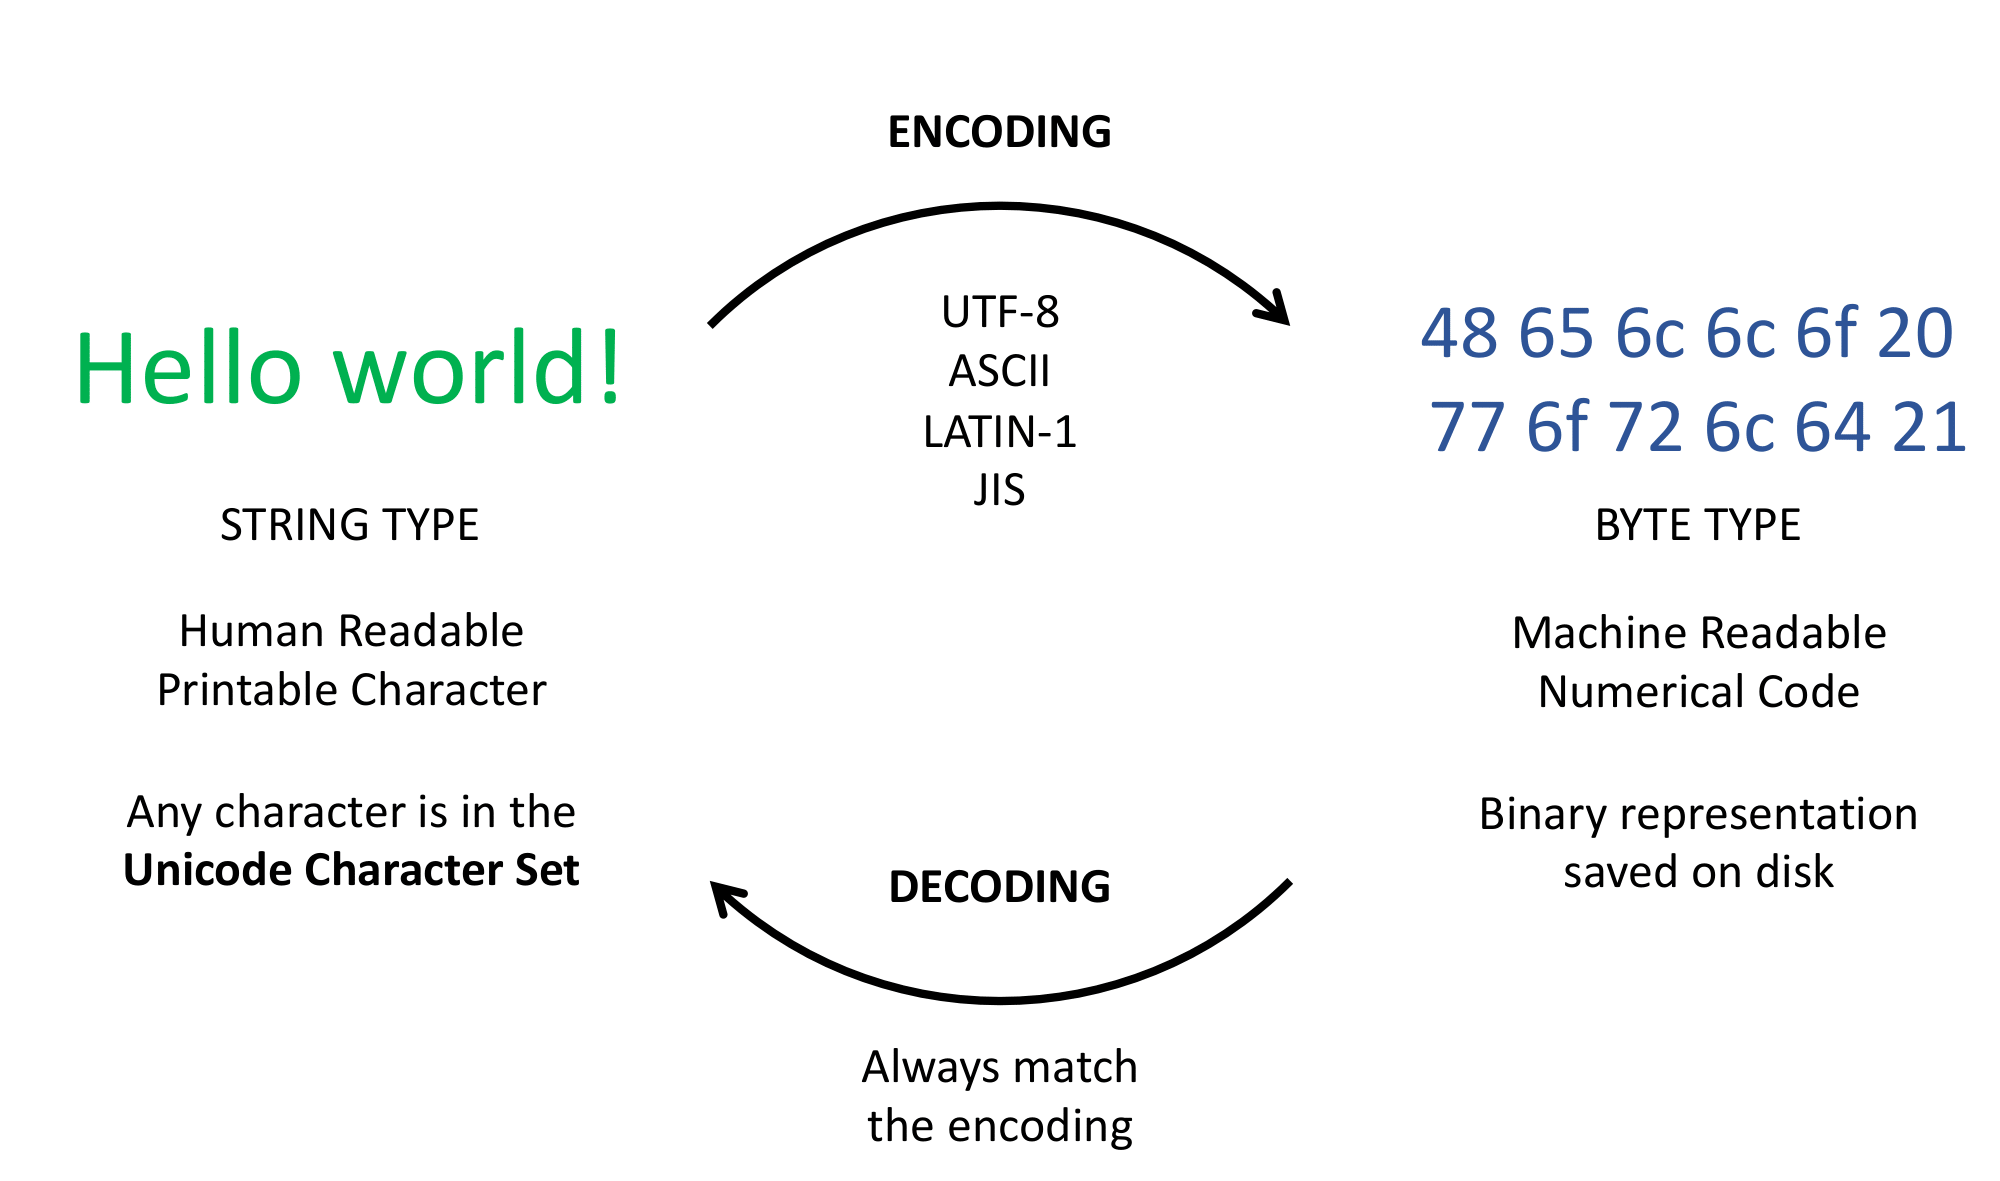 ENCODING
Hello world!
UTF-8
ASCII
LATIN-1
JIS
48 65 6c 6c 6f 20
77 6f 72 6c 64 21
STRING TYPE
Human Readable
Printable Character
Any character is in the
Unicode Character Set
BYTE TYPE
Machine Readable
Numerical Code
Binary representation
saved on disk
DECODING
Always match
the encoding